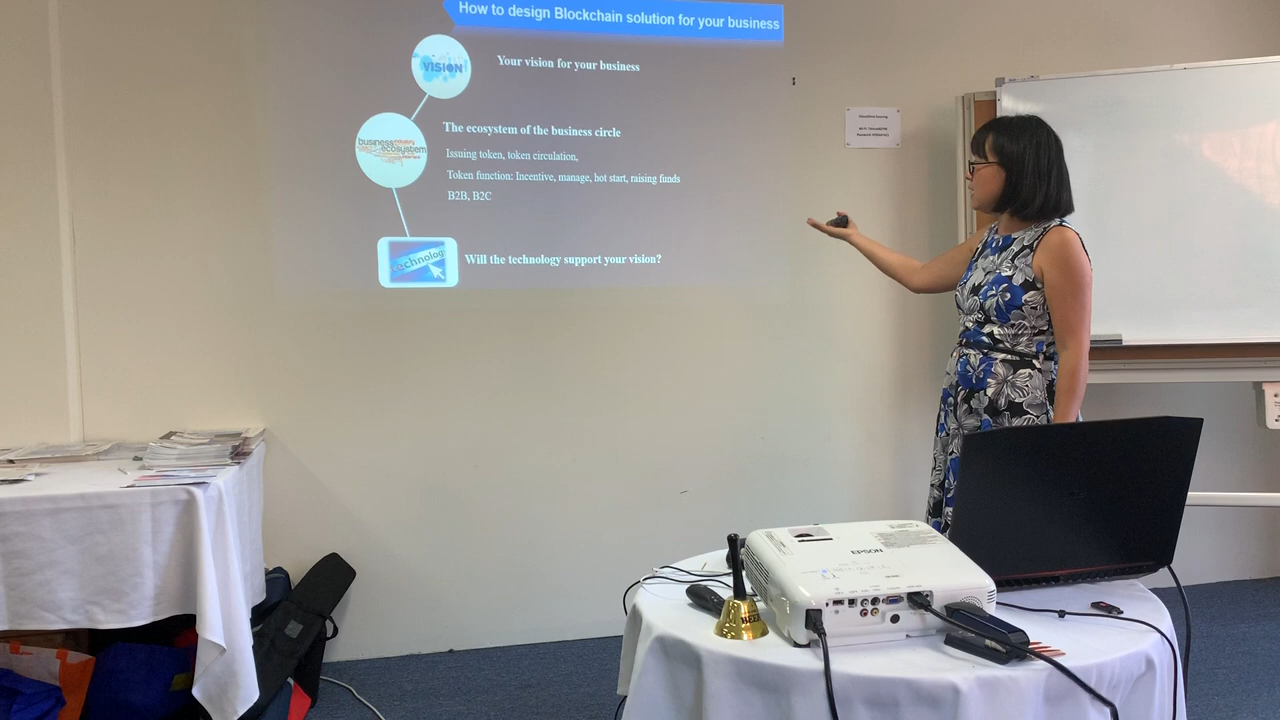 How to design Blockchain solution for your business
VISION
Your vision for your business
business
ecosystem
The ecosystem of the business circle
Issuing token, token circulation,
Token function: Incentive, manage, hot start, raising funds
B2B, B2C
technology
Will the technology support your vision?
EPSON